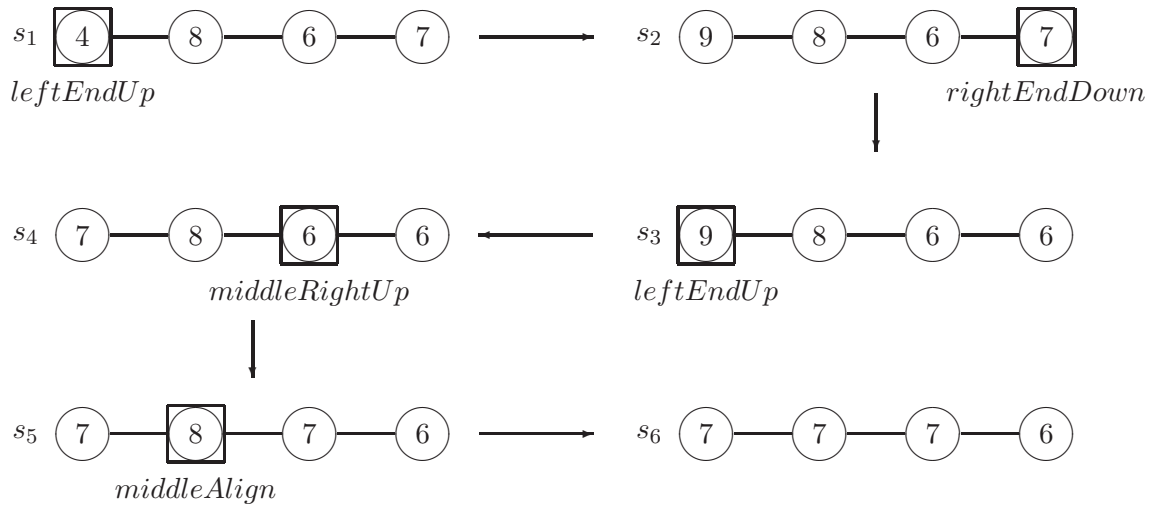 s1 4 8 6 7 s2 9 8 6 7
leftEndUp rightEndDown
s4 7 8 6 6 s3 9 8 6 6
middleRightUp leftEndUp
s5 7 8 7 6 s6 7 7 7 6
middleAlign